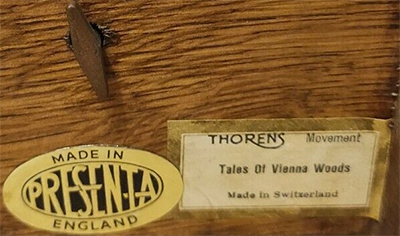 MADE IN
PRESENTA
ENGLAND
THORENS Movement
Tales Of Vienna Woods
Made in Switzerland